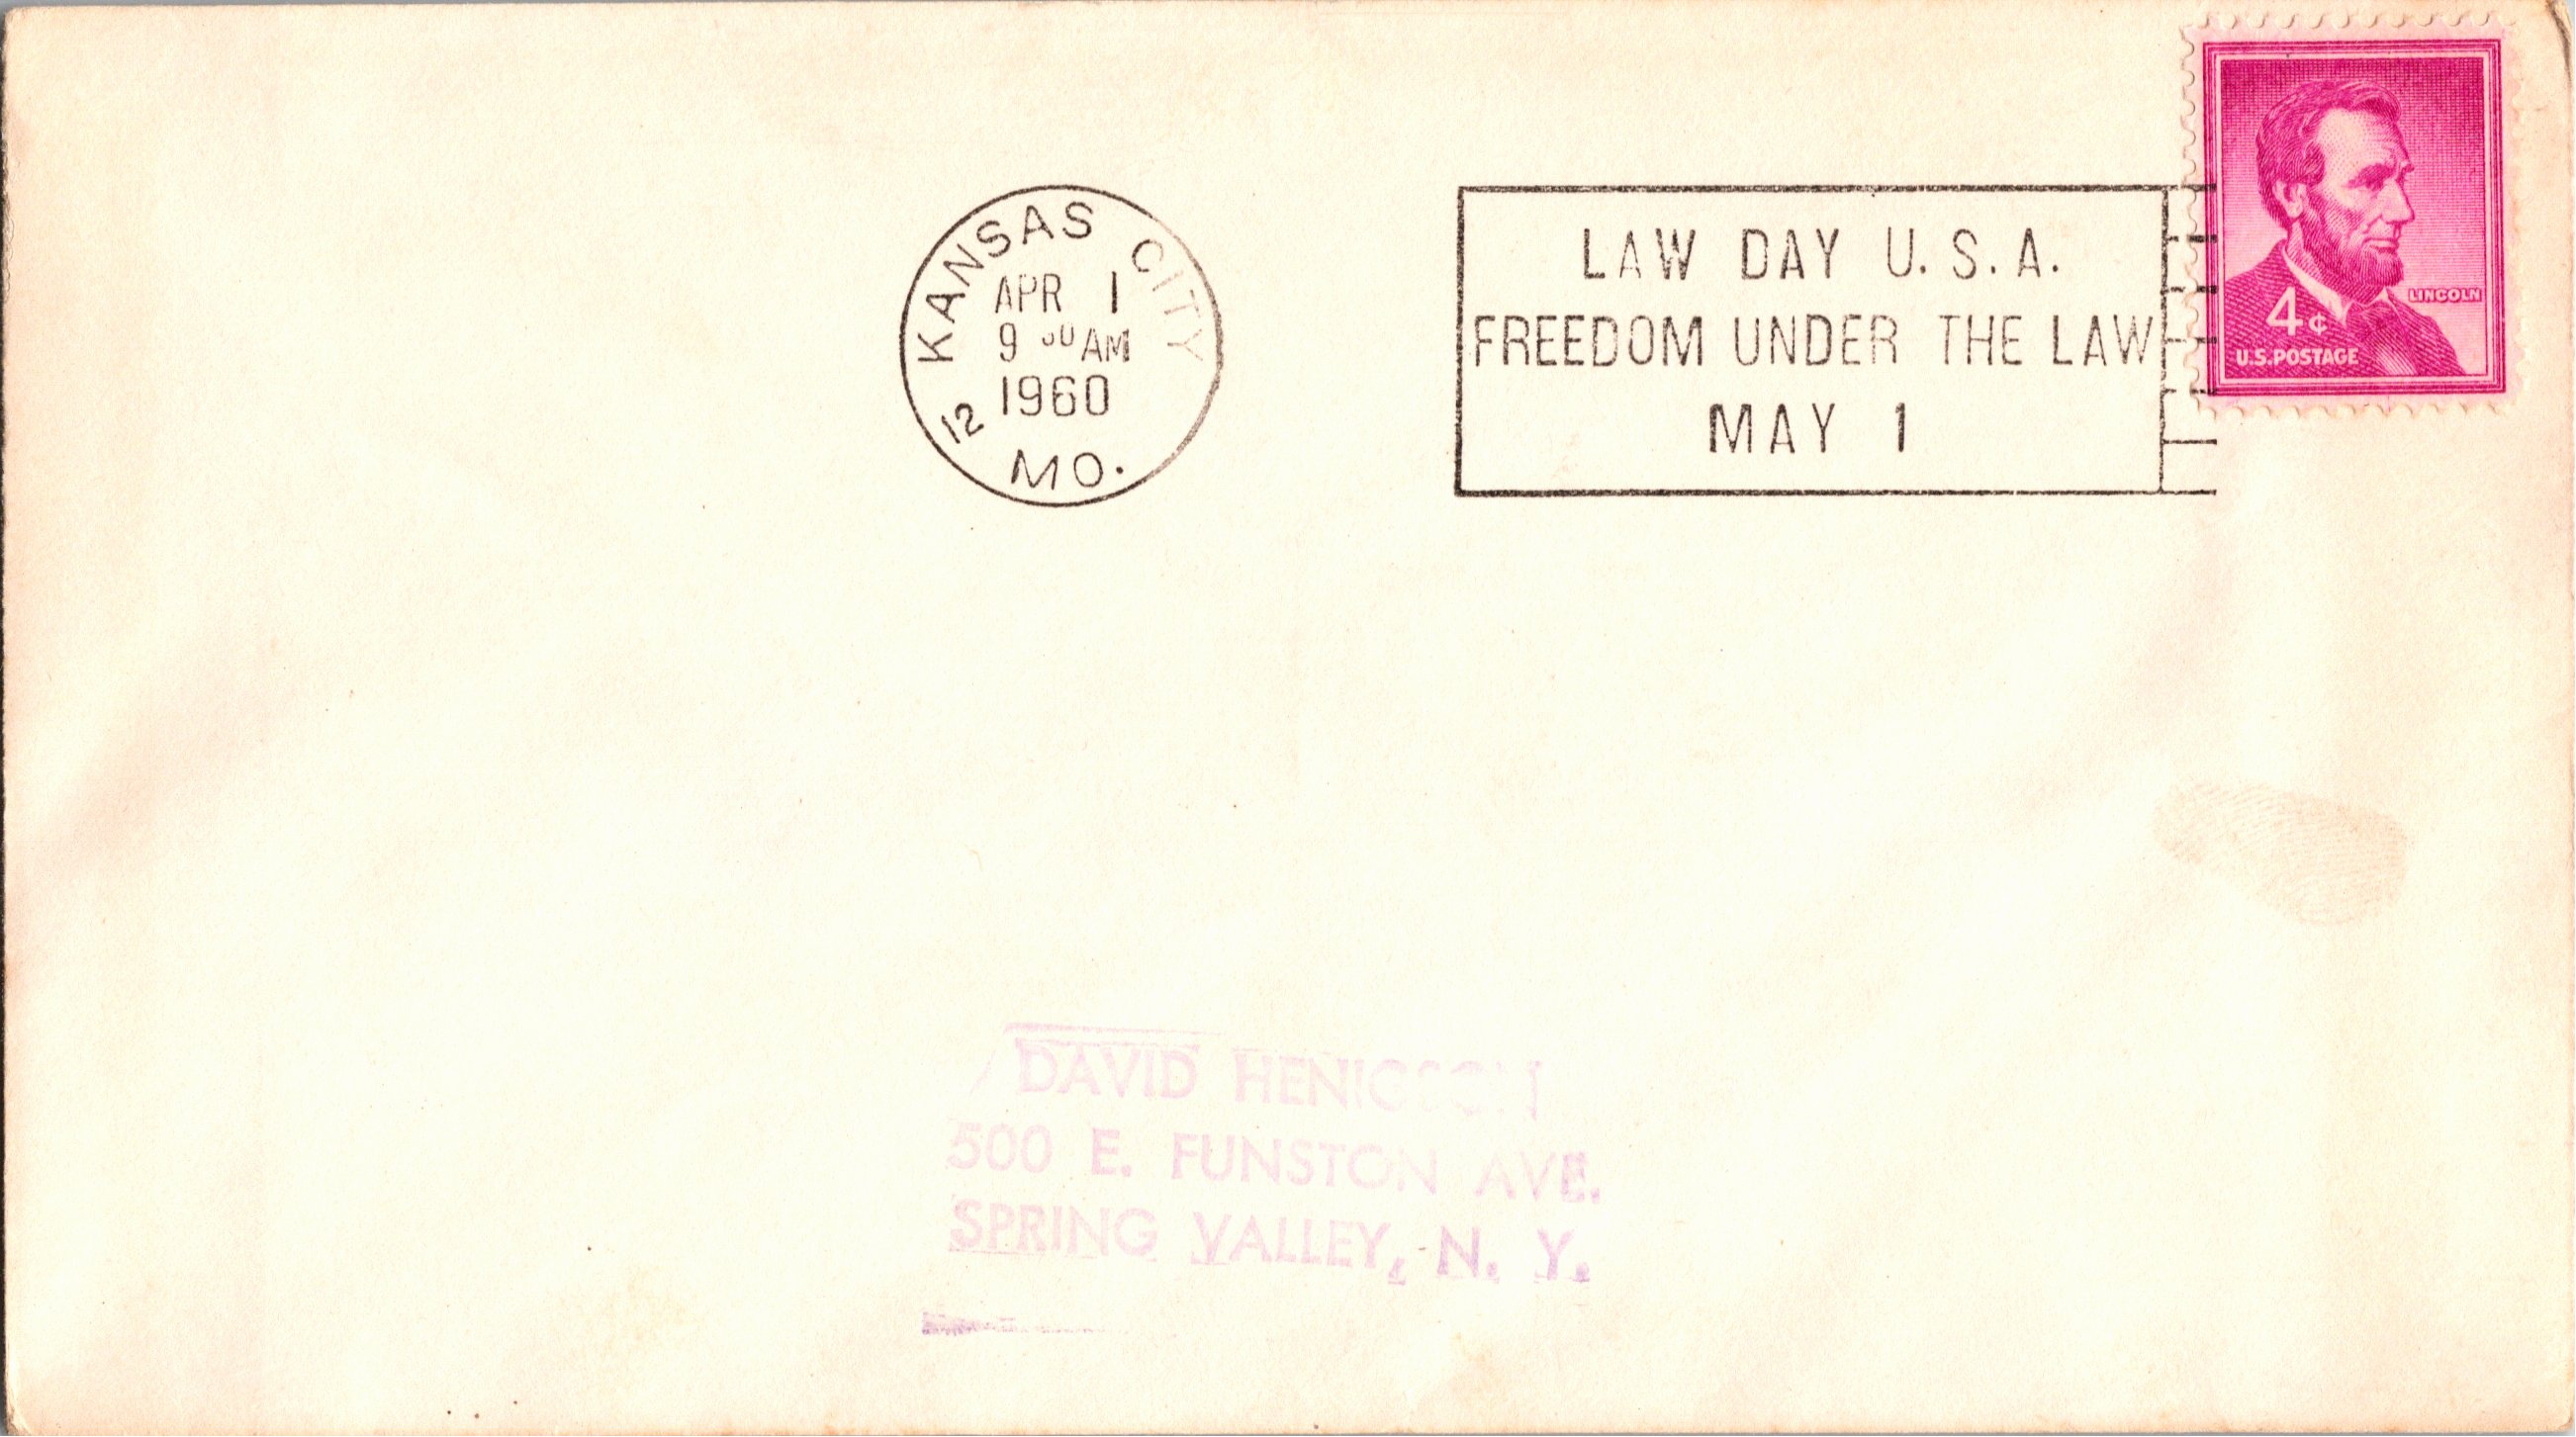 KANSAS CITY
APR 1
9 AM
1960
12
MO.
LAW DAY U.S.A.
FREEDOM UNDER THE LAW
MAY 1
LINCOLN
4¢
U.S.POSTAGE
DAVID
500 E. FUNSTON AVE.
SPRING VALLEY, N. Y.